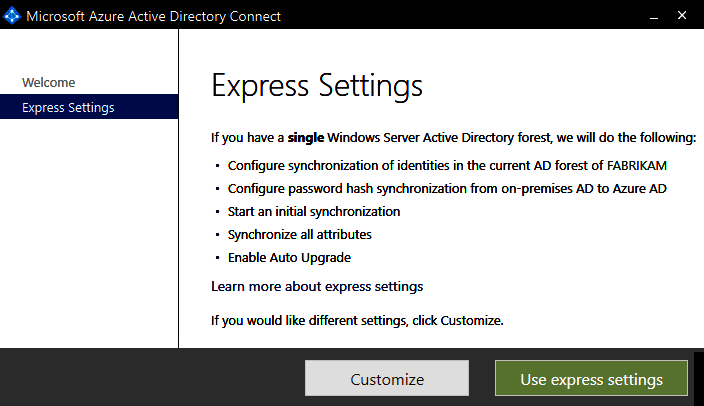 Microsoft Azure Active Directory Connect
Welcome
Express Settings
Express Settings
If you have a single Windows Server Active Directory forest, we will do the following:
• Configure synchronization of identities in the current AD forest of FABRIKAM
• Configure password hash synchronization from on-premises AD to Azure AD
• Start an initial synchronization
• Synchronize all attributes
• Enable Auto Upgrade
Learn more about express settings
If you would like different settings, click Customize.
Customize
Use express settings